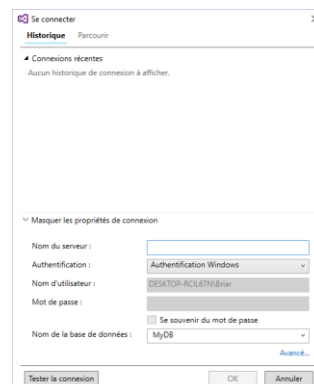 Se connecter
Historique Parcourir
Connexions récentes
Aucun historique de connexion à afficher.
Masquer les propriétés de connexion
Nom du serveur :
Authentification : Authentification Windows
Nom d'utilisateur : DESKTOP-RCIL67N\Briar
Mot de passe :
Se souvenir du mot de passe
Nom de la base de données : MyDB
Avancé...
Tester la connexion OK Annuler